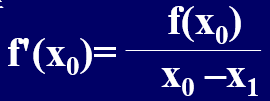 f'(x₀)= f(x₀) / x₀ –x₁